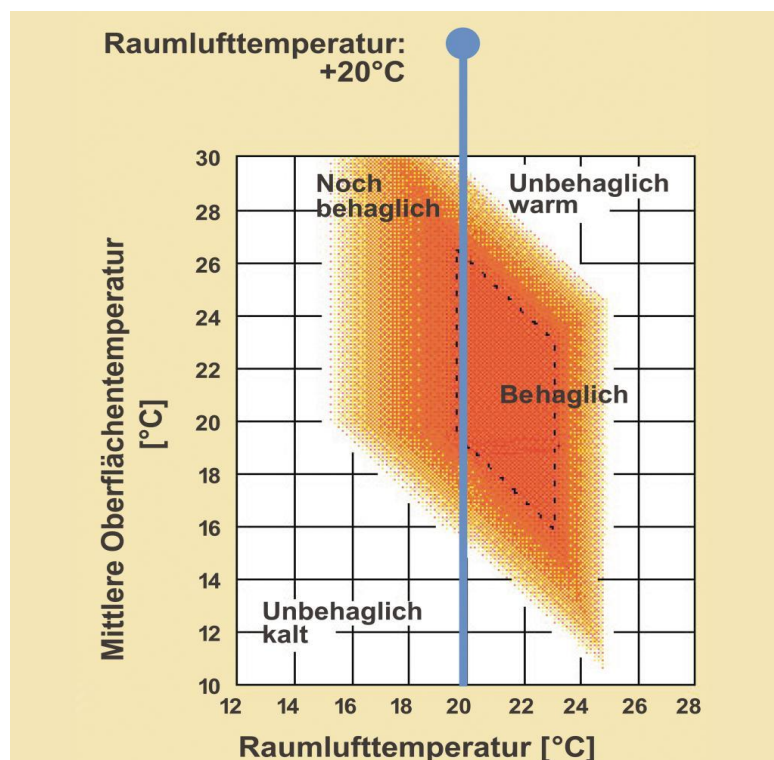 Raumlufttemperatur:
+20°C
Noch
behaglich
Unbehaglich
warm
Behaglich
Unbehaglich
kalt
Mittlere Oberflächentemperatur
[°C]
30
28
26
24
22
20
18
16
14
12
10
12 14 16 18 20 22 24 26 28
Raumlufttemperatur [°C]